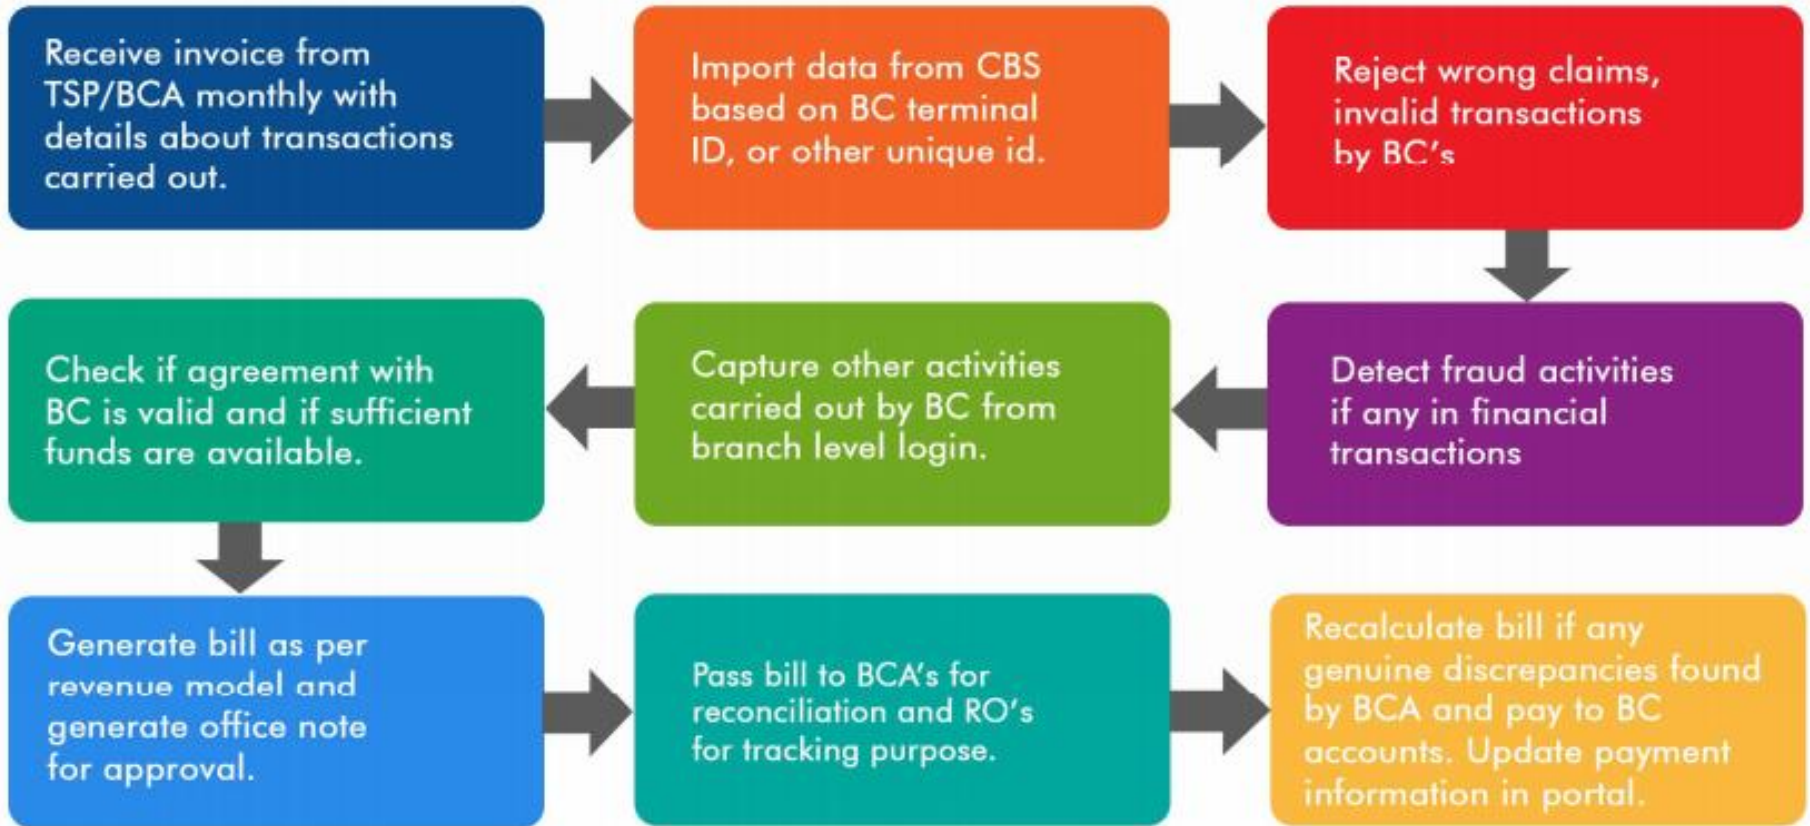 Receive invoice from
TSP/BCA monthly with
details about transactions
carried out.
Import data from CBS
based on BC terminal
ID, or other unique id.
Reject wrong claims,
invalid transactions
by BC's
Detect fraud activities
if any in financial
transactions
Capture other activities
carried out by BC from
branch level login.
Check if agreement with
BC is valid and if sufficient
funds are available.
Generate bill as per
revenue model and
generate office note
for approval.
Pass bill to BCA's for
reconciliation and RO's
for tracking purpose.
Recalculate bill if any
genuine discrepancies found
by BCA and pay to BC
accounts. Update payment
information in portal.